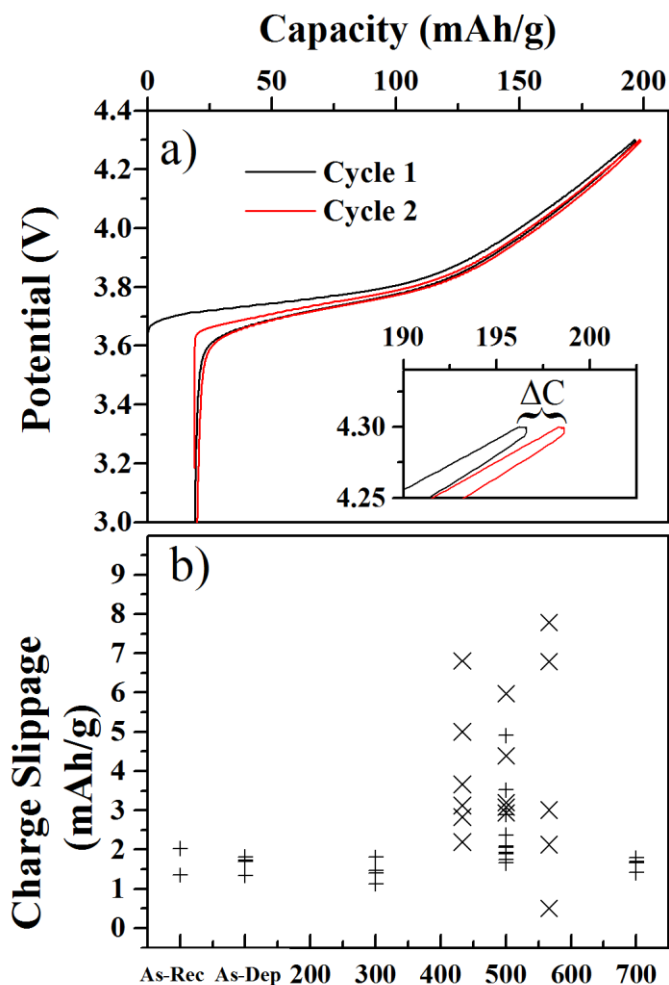 Capacity (mAh/g)
0 50 100 150 200
4.4
4.2
4.0
3.8
3.6
3.4
3.2
3.0
Potential (V)
a)
Cycle 1
Cycle 2
190 195 200
ΔC
4.30
4.25
b)
9
8
7
6
5
4
3
2
1
0
Charge Slippage
(mAh/g)
As-Rec As-Dep 200 300 400 500 600 700